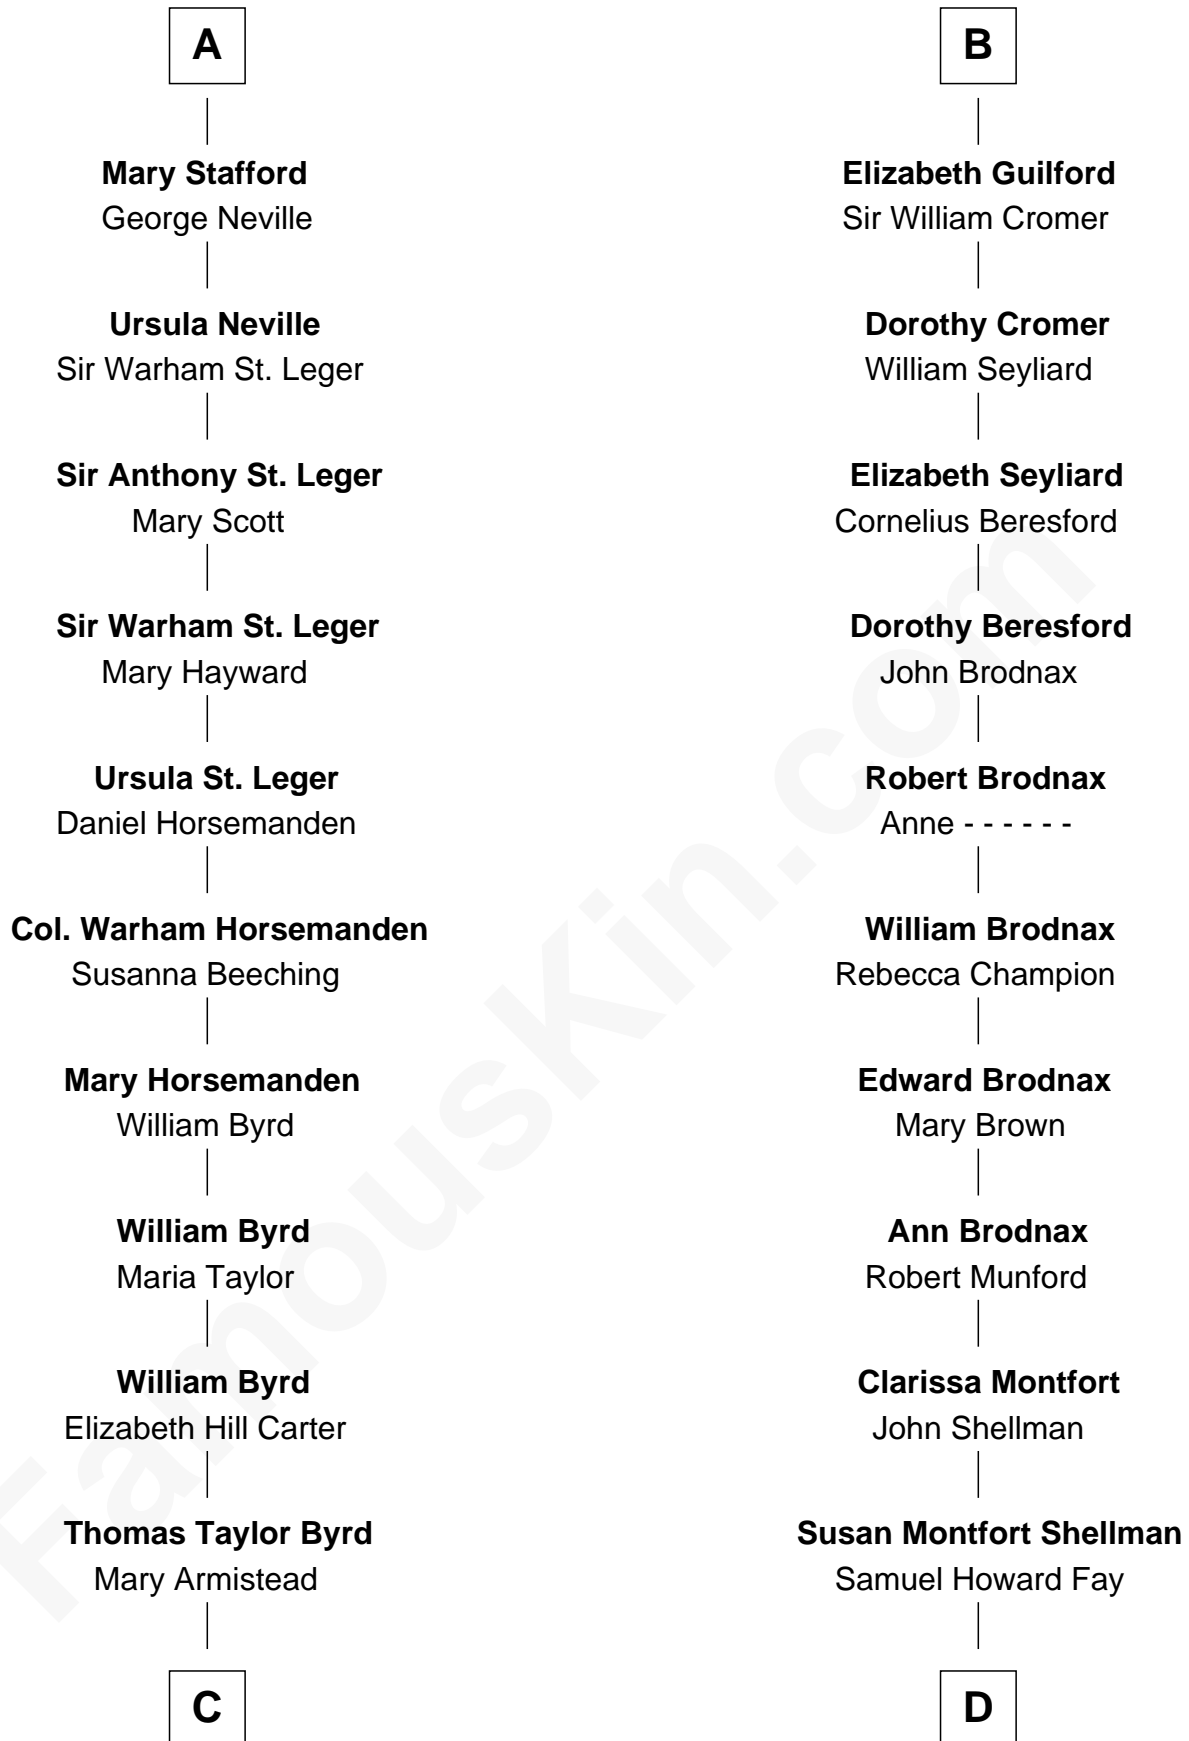 A
Mary Stafford
George Neville
Ursula Neville
Sir Warham St. Leger
Sir Anthony St. Leger
Mary Scott
Sir Warham St. Leger
Mary Hayward
Ursula St. Leger
Daniel Horsemanden
Col. Warham Horsemanden
Susanna Beeching
Mary Horsemanden
William Byrd
William Byrd
Maria Taylor
William Byrd
Elizabeth Hill Carter
Thomas Taylor Byrd
Mary Armistead
C
B
Elizabeth Guilford
Sir William Cromer
Dorothy Cromer
William Seyliard
Elizabeth Seyliard
Cornelius Beresford
Dorothy Beresford
John Brodnax
Robert Brodnax
Anne - - - - - -
William Brodnax
Rebecca Champion
Edward Brodnax
Mary Brown
Ann Brodnax
Robert Munford
Clarissa Montfort
John Shellman
Susan Montfort Shellman
Samuel Howard Fay
D
FamousKin.com